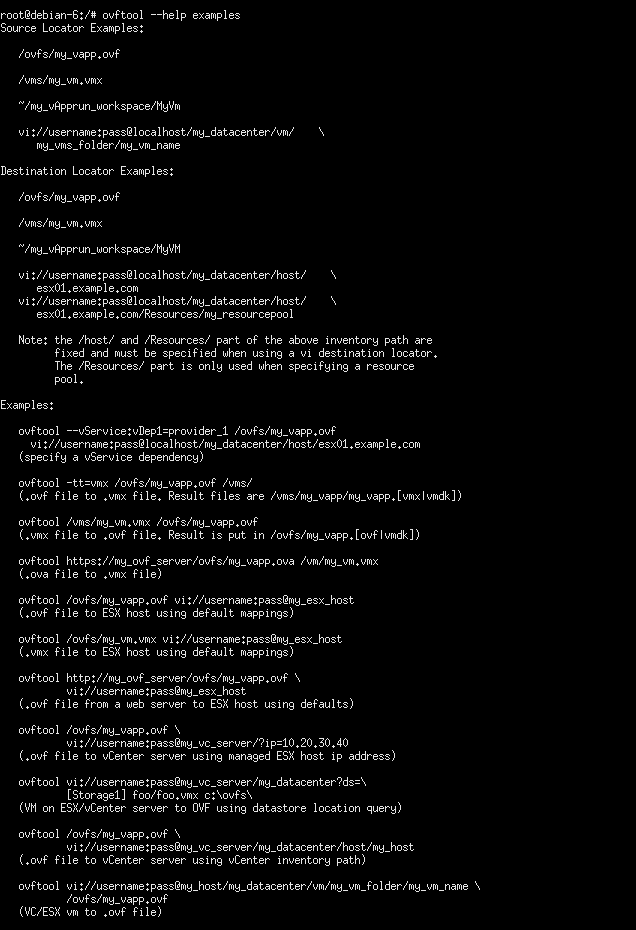 root@debian-6:/# ovftool --help examples
Source Locator Examples:
/ovfs/my_vapp.ovf
/vms/my_vm.vmx
~/my_vApprun_workspace/MyVm
vi://username:pass@localhost/my_datacenter/vm/    \
my_vms_folder/my_vm_name
Destination Locator Examples:
/ovfs/my_vapp.ovf
/vms/my_vm.vmx
~/my_vApprun_workspace/MyVM
vi://username:pass@localhost/my_datacenter/host/    \
esx01.example.com
vi://username:pass@localhost/my_datacenter/host/    \
esx01.example.com/Resources/my_resourcepool
Note: the /host/ and /Resources/ part of the above inventory path are
fixed and must be specified when using a vi destination locator.
The /Resources/ part is only used when specifying a resource
pool.
Examples:
ovftool --vService:vDep1=provider_1 /ovfs/my_vapp.ovf
vi://username:pass@localhost/my_datacenter/host/esx01.example.com
(specify a vService dependency)
ovftool -tt=vmx /ovfs/my_vapp.ovf /vms/
(.ovf file to .vmx file. Result files are /vms/my_vapp/my_vapp.[vmx|vmdk])
ovftool /vms/my_vm.vmx /ovfs/my_vapp.ovf
(.vmx file to .ovf file. Result is put in /ovfs/my_vapp.[ovf|vmdk])
ovftool https://my_ovf_server/ovfs/my_vapp.ova /vm/my_vm.vmx
(.ova file to .vmx file)
ovftool /ovfs/my_vapp.ovf vi://username:pass@my_esx_host
(.ovf file to ESX host using default mappings)
ovftool /ovfs/my_vm.vmx vi://username:pass@my_esx_host
(.vmx file to ESX host using default mappings)
ovftool http://my_ovf_server/ovfs/my_vapp.ovf \
vi://username:pass@my_esx_host
(.ovf file from a web server to ESX host using defaults)
ovftool /ovfs/my_vapp.ovf \
vi://username:pass@my_vc_server/?ip=10.20.30.40
(.ovf file to vCenter server using managed ESX host ip address)
ovftool vi://username:pass@my_vc_server/my_datacenter?ds=\
[Storage1] foo/foo.vmx c:\ovfs\
(VM on ESX/vCenter server to OVF using datastore location query)
ovftool /ovfs/my_vapp.ovf \
vi://username:pass@my_vc_server/my_datacenter/host/my_host
(.ovf file to vCenter server using vCenter inventory path)
ovftool vi://username:pass@my_host/my_datacenter/vm/my_vm_folder/my_vm_name \
/ovfs/my_vapp.ovf
(VC/ESX vm to .ovf file)